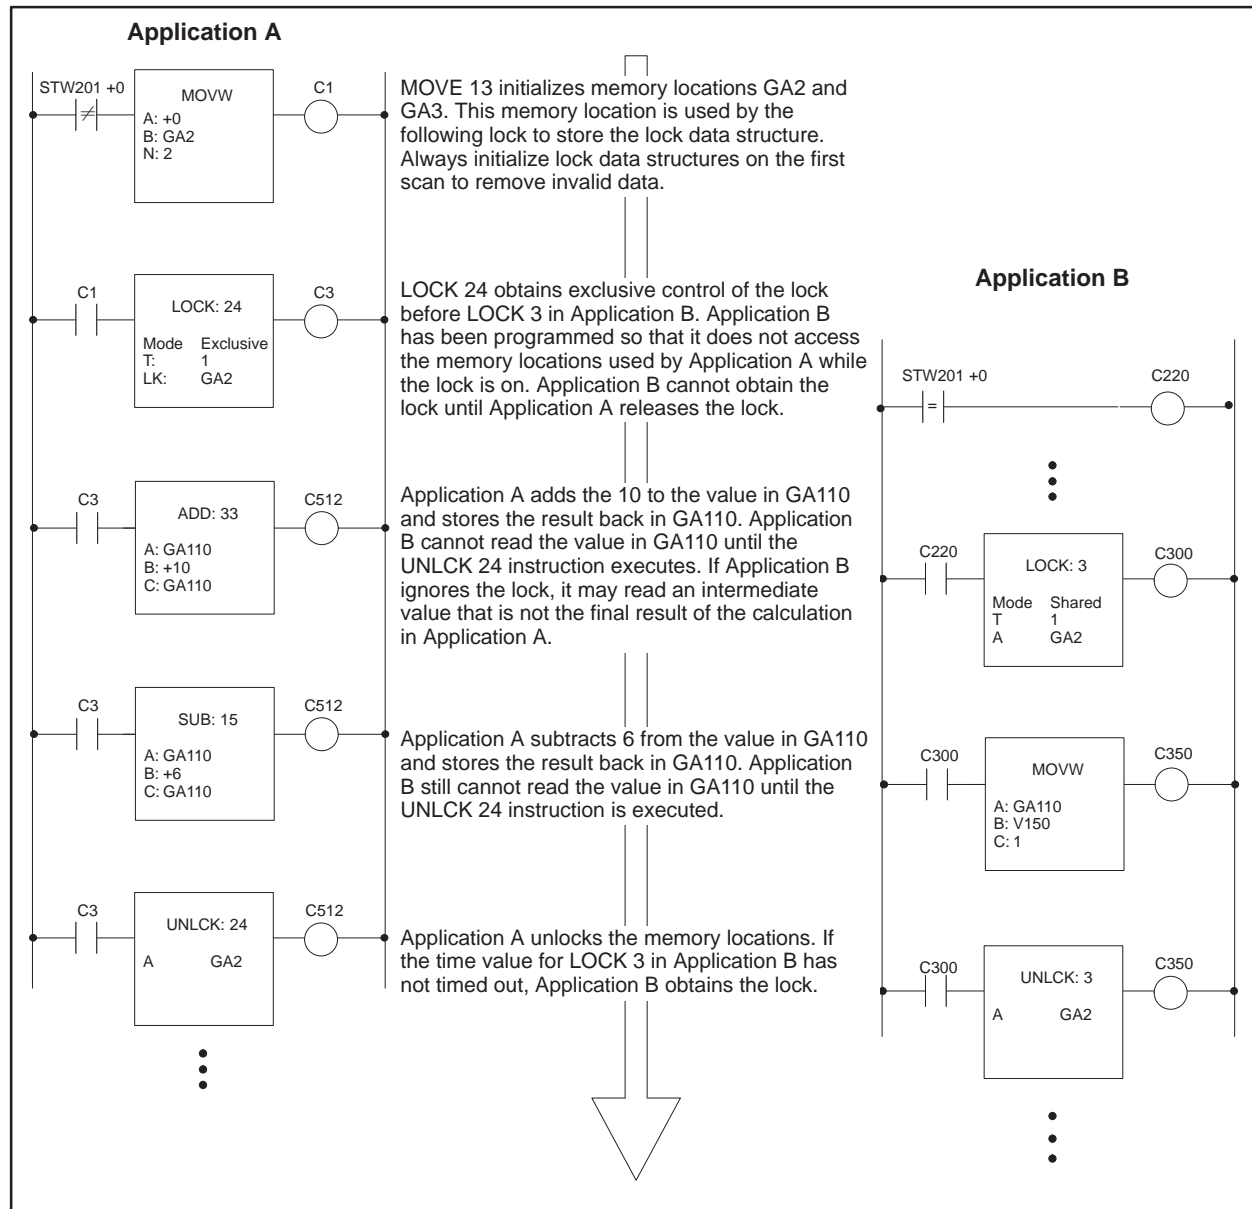 Application A
STW201 +0
≠
MOVW
A: +0
B: GA2
N: 2
C1
MOVE 13 initializes memory locations GA2 and
GA3. This memory location is used by the
following lock to store the lock data structure.
Always initialize lock data structures on the first
scan to remove invalid data.
C1
LOCK: 24
Mode Exclusive
T: 1
LK: GA2
C3
LOCK 24 obtains exclusive control of the lock
before LOCK 3 in Application B. Application B
has been programmed so that it does not access
the memory locations used by Application A while
the lock is on. Application B cannot obtain the
lock until Application A releases the lock.
C3
ADD: 33
A: GA110
B: +10
C: GA110
C512
Application A adds the 10 to the value in GA110
and stores the result back in GA110. Application
B cannot read the value in GA110 until the
UNLCK 24 instruction executes. If Application B
ignores the lock, it may read an intermediate
value that is not the final result of the calculation
in Application A.
C3
SUB: 15
A: GA110
B: +6
C: GA110
C512
Application A subtracts 6 from the value in GA110
and stores the result back in GA110. Application
B still cannot read the value in GA110 until the
UNLCK 24 instruction is executed.
C3
UNLCK: 24
A GA2
C512
Application A unlocks the memory locations. If
the time value for LOCK 3 in Application B has
not timed out, Application B obtains the lock.
Application B
STW201 +0
=
C220
C220
LOCK: 3
Mode Shared
T 1
A GA2
C300
C300
MOVW
A: GA110
B: V150
C: 1
C350
C300
UNLCK: 3
A GA2
C350